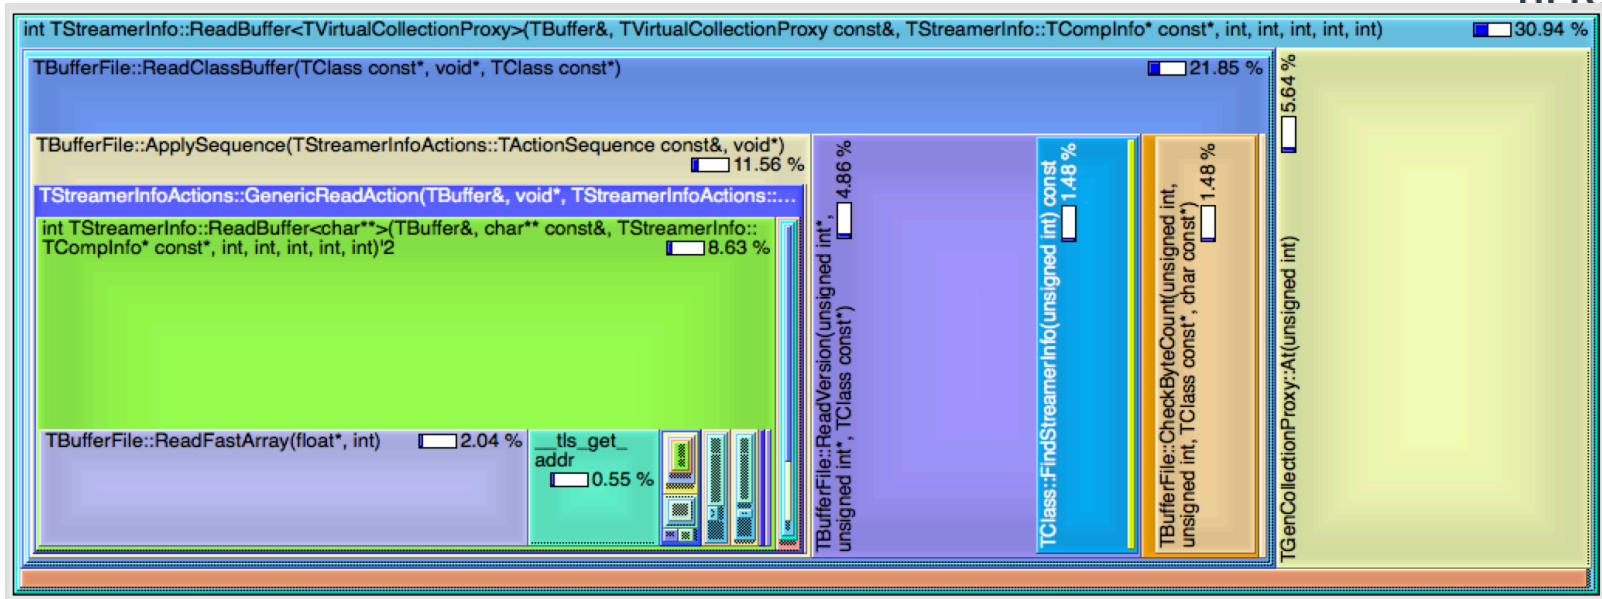 int TStreamerInfo::ReadBuffer<TVirtualCollectionProxy>(TBuffer&, TVirtualCollectionProxy const&, TStreamerInfo::TCompInfo* const*, int, int, int, int, int) 30.94 %
TBufferFile::ReadClassBuffer(TClass const*, void*, TClass const*) 21.85 %
TBufferFile::ApplySequence(TStreamerInfoActions::TActionSequence const&, void*)
11.56 %
TStreamerInfoActions::GenericReadAction(TBuffer&, void*, TStreamerInfoActions::...
int TStreamerInfo::ReadBuffer<char**>(TBuffer&, char** const&, TStreamerInfo::
TCompInfo* const*, int, int, int, int, int)'2 8.63 %
TBufferFile::ReadFastArray(float*, int) 2.04 %
__tls_get_
addr
0.55 %
TBufferFile::ReadVersion(unsigned int*, 4.86 %
unsigned int*, TClass const*)
TClass::FindStreamerInfo(unsigned int) const
1.48 %
TBufferFile::CheckByteCount(unsigned int,
unsigned int, TClass const*, char const*) 1.48 %
TGenCollectionProxy::At(unsigned int) 5.64 %